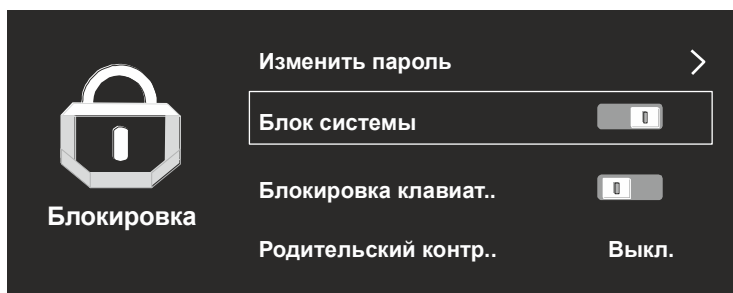 Изменить пароль
Блок системы
Блокировка клавиат..
Блокировка
Родительский контр.. Выкл.